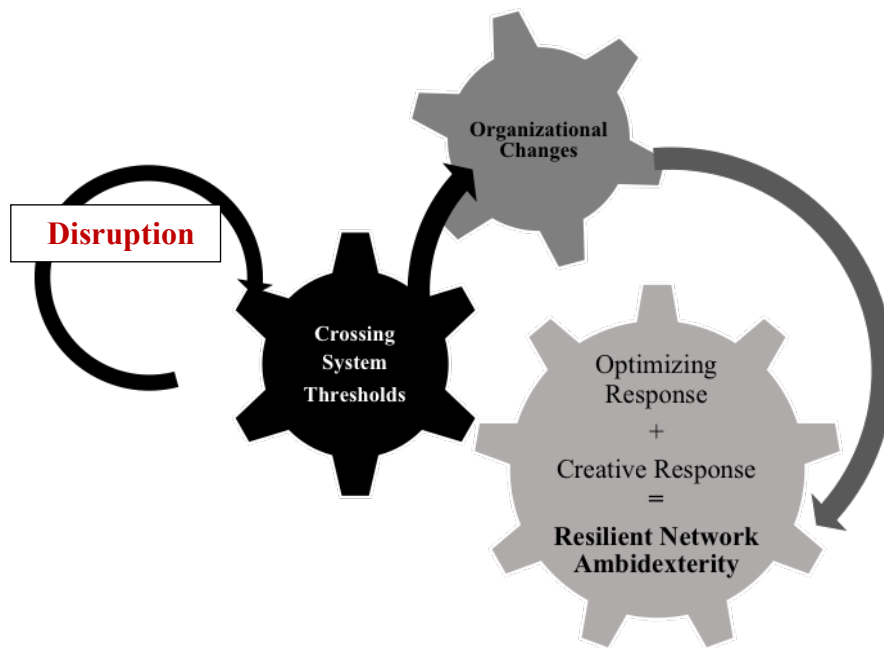 Disruption
Crossing
System
Thresholds
Organizational
Changes
Optimizing
Response
+
Creative Response
=
Resilient Network
Ambidexterity